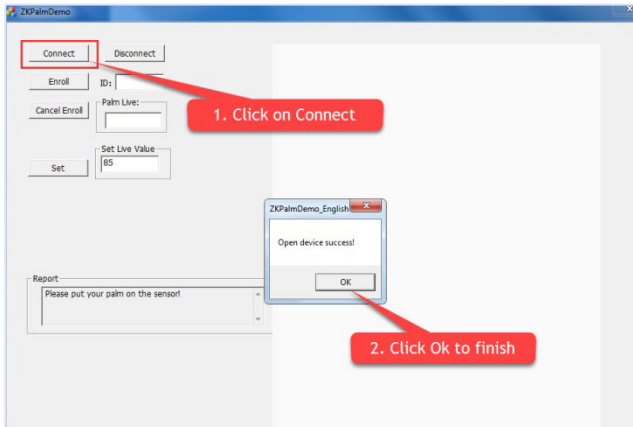 ZKPalmDemo
Connect
Disconnect
Enroll
ID:
Cancel Enroll
Palm Live:
1. Click on Connect
Set
Set Live Value
85
ZKPalmDemo_English
Open device success!
OK
Report
Please put your palm on the sensor!
2. Click Ok to finish